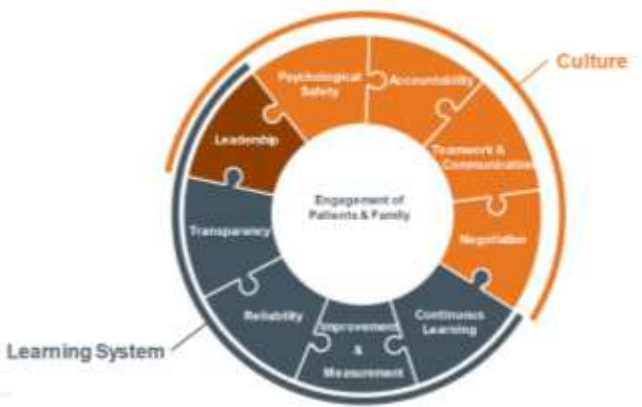 Culture
Psychological
Safety
Accountability
Leadership
Teamwork &
Communication
Engagement of
Patients & Family
Transparency
Negotiation
Reliability
Improvement
&
Measurement
Continuous
Learning
Learning System